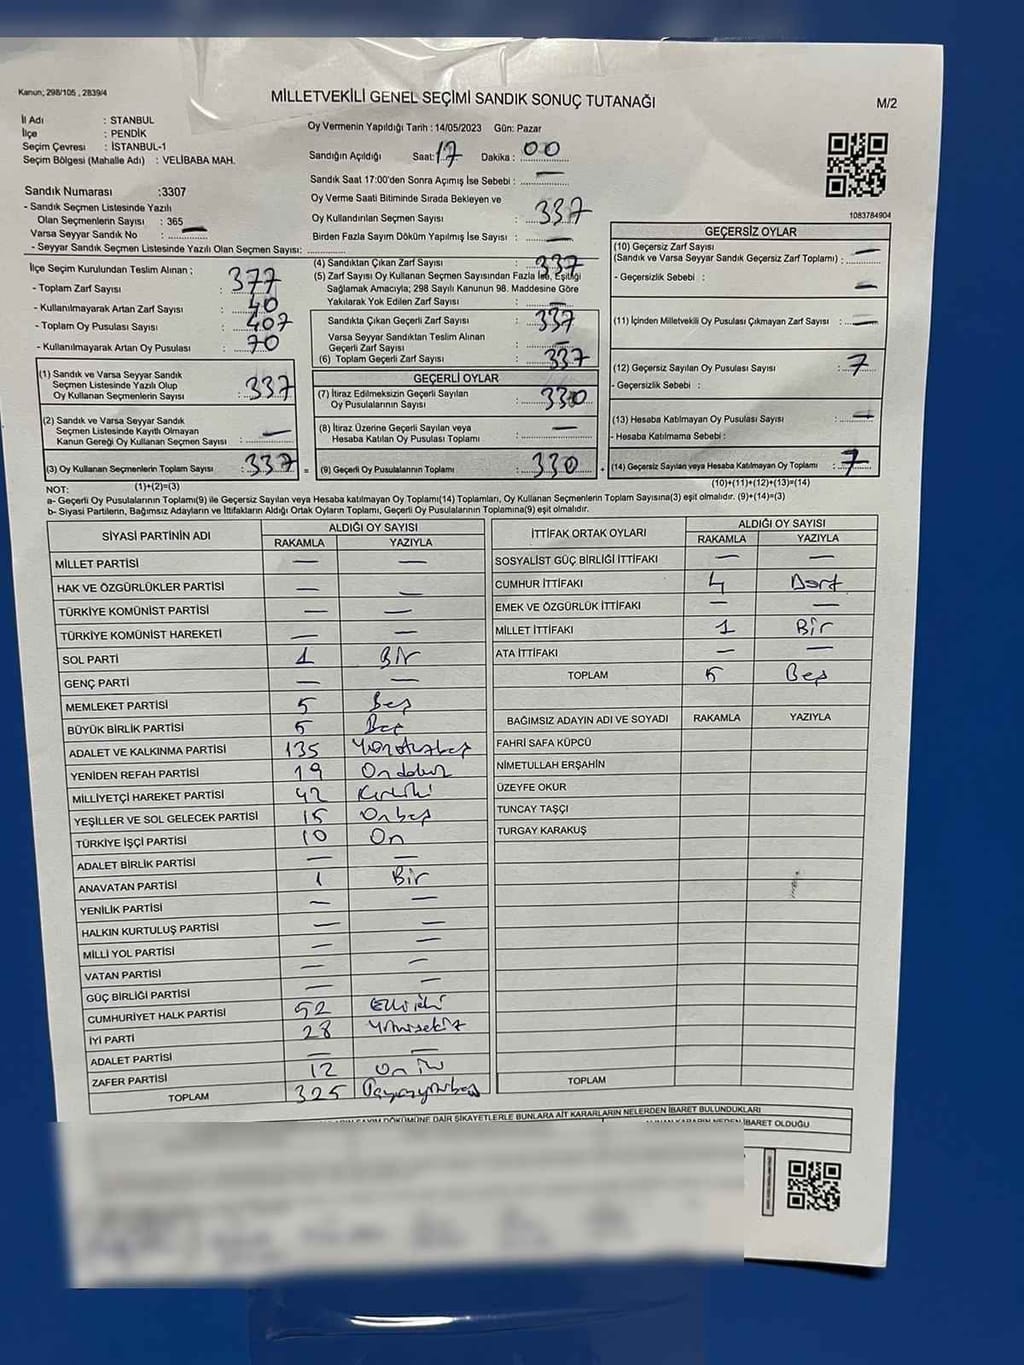 Kanun; 298/105 , 2839/4
MİLLETVEKİLİ GENEL SEÇİMİ SANDIK SONUÇ TUTANAĞI
M/2
İl Adı : STANBUL
İlçe : PENDİK
Seçim Çevresi : İSTANBUL-1
Seçim Bölgesi (Mahalle Adı) : VELİBABA MAH.
Sandık Numarası :3307
- Sandık Seçmen Listesinde Yazılı
Olan Seçmenlerin Sayısı : 365
Varsa Seyyar Sandık No : —
- Seyyar Sandık Seçmen Listesinde Yazılı Olan Seçmen Sayısı:
Oy Vermenin Yapıldığı Tarih : 14/05/2023 Gün: Pazar
Sandığın Açıldığı Saat: 17 Dakika : 00
Sandık Saat 17:00'den Sonra Açımış İse Sebebi : —
Oy Verme Saati Bitiminde Sırada Bekleyen ve
Oy Kullandırılan Seçmen Sayısı : 337
Birden Fazla Sayım Döküm Yapılmış İse Sayısı : —
1083784904
İlçe Seçim Kurulundan Teslim Alınan ;
- Toplam Zarf Sayısı : 377
- Kullanılmayarak Artan Zarf Sayısı : 40
- Toplam Oy Pusulası Sayısı : 407
- Kullanılmayarak Artan Oy Pusulası : 70
(1) Sandık ve Varsa Seyyar Sandık
Seçmen Listesinde Yazılı Olup
Oy Kullanan Seçmenlerin Sayısı : 337
(2) Sandık ve Varsa Seyyar Sandık
Seçmen Listesinde Kayıtlı Olmayan
Kanun Gereği Oy Kullanan Seçmen Sayısı : —
(3) Oy Kullanan Seçmenlerin Toplam Sayısı : 337 =
(1)+(2)=(3)
(4) Sandıktan Çıkan Zarf Sayısı : 337
(5) Zarf Sayısı Oy Kullanan Seçmen Sayısından Fazla İse, Eşitliği
Sağlamak Amacıyla; 298 Sayılı Kanunun 98. Maddesine Göre
Yakılarak Yok Edilen Zarf Sayısı : —
Sandıkta Çıkan Geçerli Zarf Sayısı : 337
Varsa Seyyar Sandıktan Teslim Alınan
Geçerli Zarf Sayısı : —
(6) Toplam Geçerli Zarf Sayısı : 337
GEÇERLİ OYLAR
(7) İtiraz Edilmeksizin Geçerli Sayılan
Oy Pusulalarının Sayısı : 330
(8) İtiraz Üzerine Geçerli Sayılan veya
Hesaba Katılan Oy Pusulası Toplamı : —
(9) Geçerli Oy Pusulalarının Toplamı : 330 +
GEÇERSİZ OYLAR
(10) Geçersiz Zarf Sayısı
(Sandık ve Varsa Seyyar Sandık Geçersiz Zarf Toplamı) : —
- Geçersizlik Sebebi : —
(11) İçinden Milletvekili Oy Pusulası Çıkmayan Zarf Sayısı : —
(12) Geçersiz Sayılan Oy Pusulası Sayısı : 7
- Geçersizlik Sebebi :
(13) Hesaba Katılmayan Oy Pusulası Sayısı : —
- Hesaba Katılmama Sebebi :
(14) Geçersiz Sayılan veya Hesaba Katılmayan Oy Toplamı : 7
(10)+(11)+(12)+(13)=(14)
NOT:
a- Geçerli Oy Pusulalarının Toplamı(9) ile Geçersiz Sayılan veya Hesaba katılmayan Oy Toplamı(14) Toplamları, Oy Kullanan Seçmenlerin Toplam Sayısına(3) eşit olmalıdır. (9)+(14)=(3)
b- Siyasi Partilerin, Bağımsız Adayların ve İttifakların Aldığı Ortak Oyların Toplamı, Geçerli Oy Pusulalarının Toplamına(9) eşit olmalıdır.
SİYASİ PARTİNİN ADI ALDIĞI OY SAYISI
RAKAMLA YAZIYLA
MİLLET PARTİSİ — —
HAK VE ÖZGÜRLÜKLER PARTİSİ — —
TÜRKİYE KOMÜNİST PARTİSİ — —
TÜRKİYE KOMÜNİST HAREKETİ — —
SOL PARTİ 1 Bir
GENÇ PARTİ — —
MEMLEKET PARTİSİ 5 Beş
BÜYÜK BİRLİK PARTİSİ 5 Beş
ADALET VE KALKINMA PARTİSİ 135 Yüzotuzbeş
YENİDEN REFAH PARTİSİ 19 Ondokuz
MİLLİYETÇİ HAREKET PARTİSİ 42 Kırkiki
YEŞİLLER VE SOL GELECEK PARTİSİ 15 Onbeş
TÜRKİYE İŞÇİ PARTİSİ 10 On
ADALET BİRLİK PARTİSİ — —
ANAVATAN PARTİSİ 1 Bir
YENİLİK PARTİSİ — —
HALKIN KURTULUŞ PARTİSİ — —
MİLLİ YOL PARTİSİ — —
VATAN PARTİSİ — —
GÜÇ BİRLİĞİ PARTİSİ — —
CUMHURİYET HALK PARTİSİ 52 Elliiki
İYİ PARTİ 28 Yirmisekiz
ADALET PARTİSİ — —
ZAFER PARTİSİ 12 On iki
TOPLAM 325
İTTİFAK ORTAK OYLARI ALDIĞI OY SAYISI
RAKAMLA YAZIYLA
SOSYALİST GÜÇ BİRLİĞİ İTTİFAKI — —
CUMHUR İTTİFAKI 4 Dört
EMEK VE ÖZGÜRLÜK İTTİFAKI — —
MİLLET İTTİFAKI 1 Bir
ATA İTTİFAKI — —
TOPLAM 5 Beş
BAĞIMSIZ ADAYIN ADI VE SOYADI RAKAMLA YAZIYLA
FAHRİ SAFA KÜPCÜ
NİMETULLAH ERŞAHİN
ÜZEYFE OKUR
TUNCAY TAŞÇI
TURGAY KARAKUŞ
TOPLAM
SAYIM DÖKÜMÜNE DAİR ŞİKAYETLERLE BUNLARA AİT KARARLARIN NELERDEN İBARET BULUNDUKLARI
ALINAN KARARIN NEDEN İBARET OLDUĞU